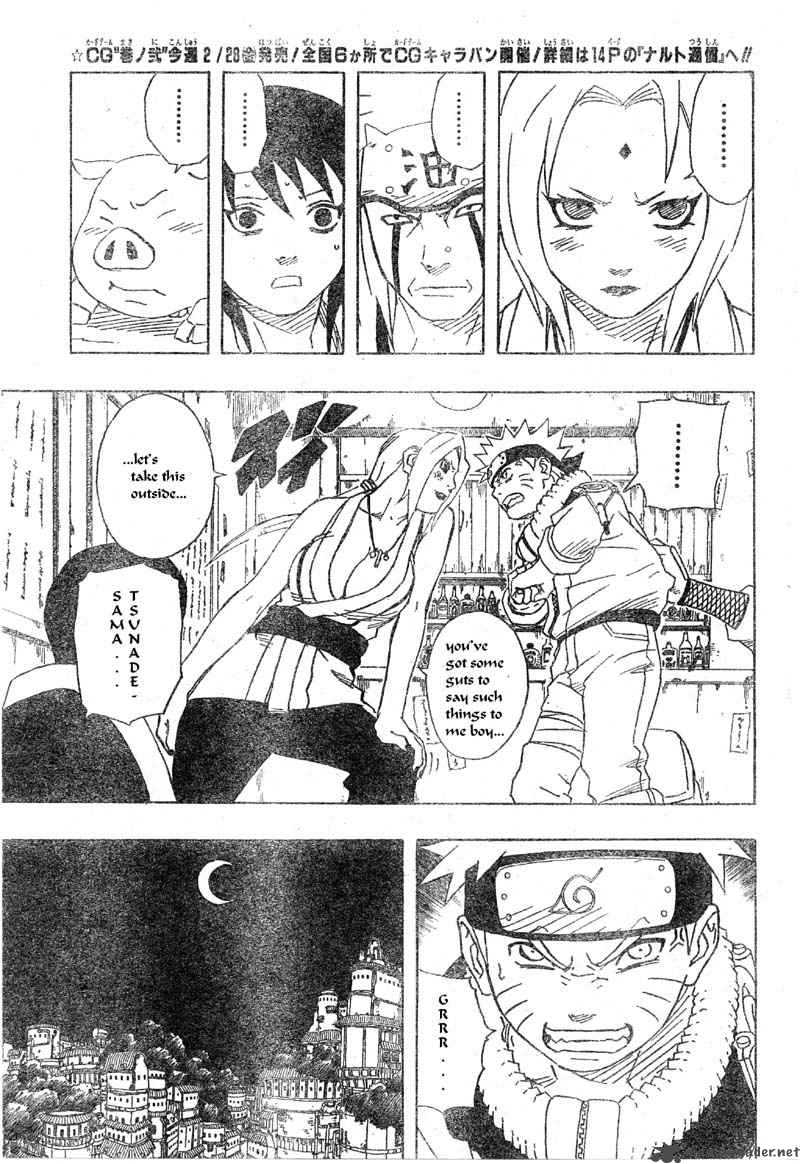 ☆CG"巻ノ弐"今週2/28金発売!全国6か所でCGキャラバン開催!詳細は14Pの『ナルト通信』へ!!
.........
.........
油
.........
.........
.........
...let's
take this
outside...
TSUNADE-
SAMA....
you've
got some
guts to
say such
things to
me boy...
GRRR...